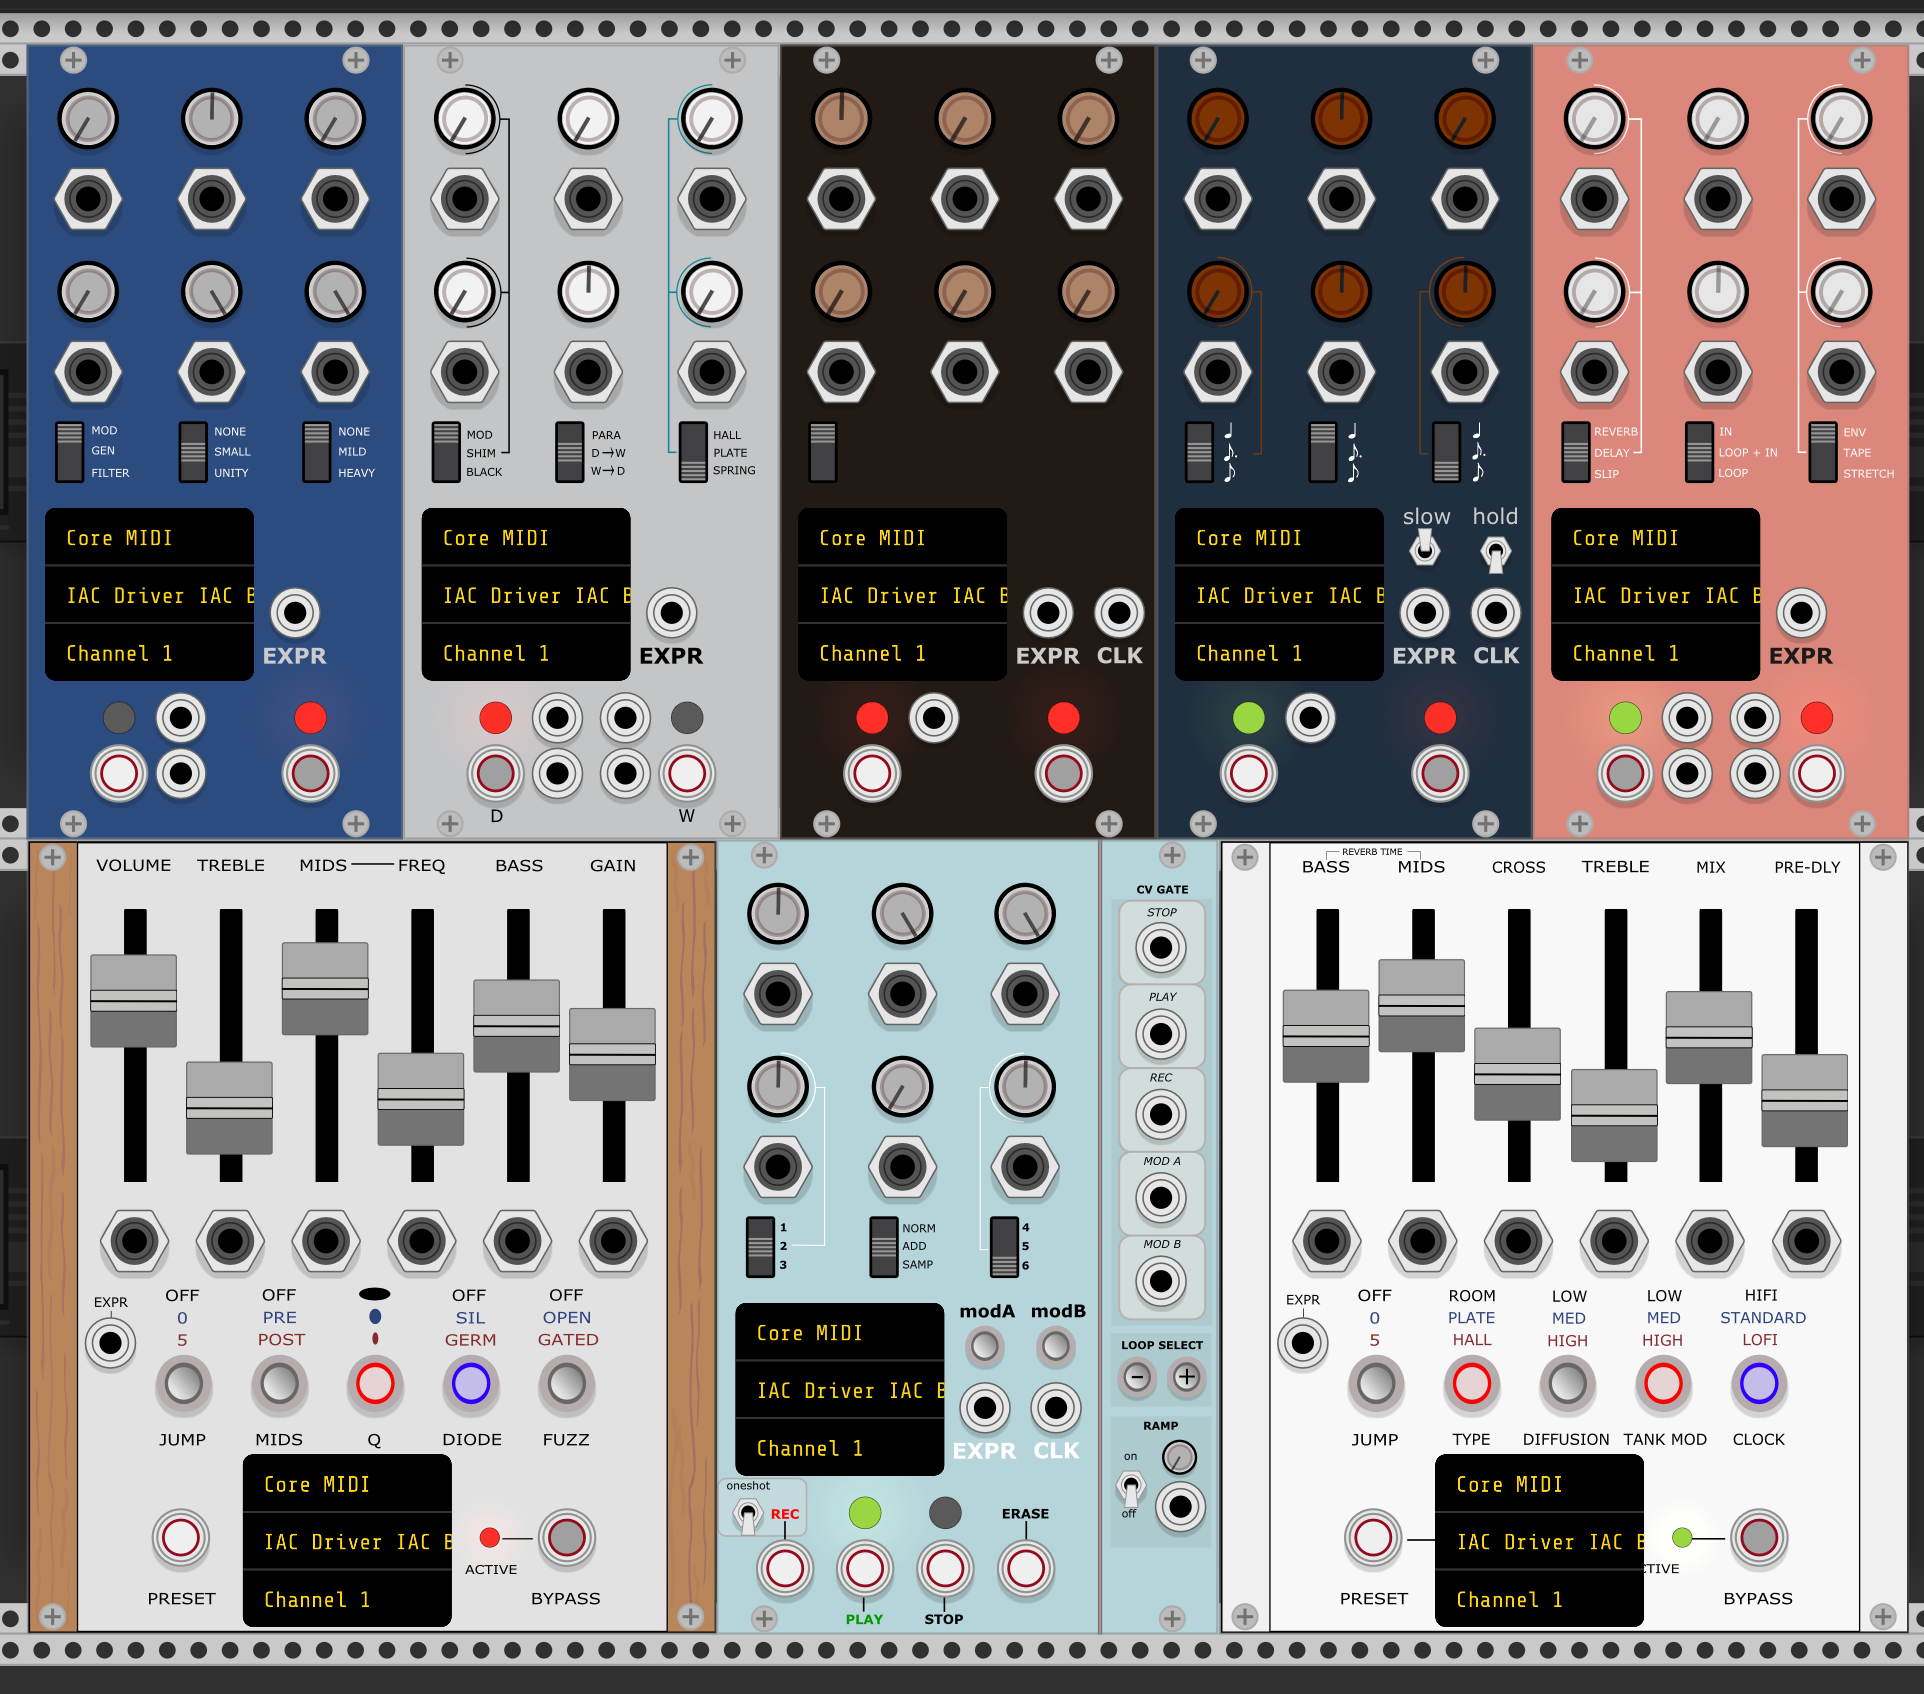 MOD
GEN
FILTER
NONE
SMALL
UNITY
NONE
MILD
HEAVY
Core MIDI
IAC Driver IAC B
Channel 1
EXPR
MOD
SHIM
BLACK
PARA
D→W
W→D
HALL
PLATE
SPRING
Core MIDI
IAC Driver IAC B
Channel 1
EXPR
D
W
Core MIDI
IAC Driver IAC B
Channel 1
EXPR CLK
slow hold
Core MIDI
IAC Driver IAC B
Channel 1
EXPR CLK
REVERB
DELAY
SLIP
IN
LOOP + IN
LOOP
ENV
TAPE
STRETCH
Core MIDI
IAC Driver IAC B
Channel 1
EXPR
VOLUME TREBLE MIDS FREQ BASS GAIN
EXPR
OFF
0
5
OFF
PRE
POST
OFF
SIL
GERM
OFF
OPEN
GATED
JUMP MIDS Q DIODE FUZZ
Core MIDI
IAC Driver IAC B
Channel 1
PRESET
ACTIVE
BYPASS
1
2
3
NORM
ADD
SAMP
4
5
6
modA modB
Core MIDI
IAC Driver IAC B
Channel 1
EXPR CLK
oneshot
REC
ERASE
PLAY
STOP
CV GATE
STOP
PLAY
REC
MOD A
MOD B
LOOP SELECT
- +
RAMP
on
off
REVERB TIME
BASS MIDS CROSS TREBLE MIX PRE-DLY
EXPR
OFF
0
5
ROOM
PLATE
HALL
LOW
MED
HIGH
LOW
MED
HIGH
HIFI
STANDARD
LOFI
JUMP TYPE DIFFUSION TANK MOD CLOCK
Core MIDI
IAC Driver IAC B
Channel 1
PRESET
TIVE
BYPASS